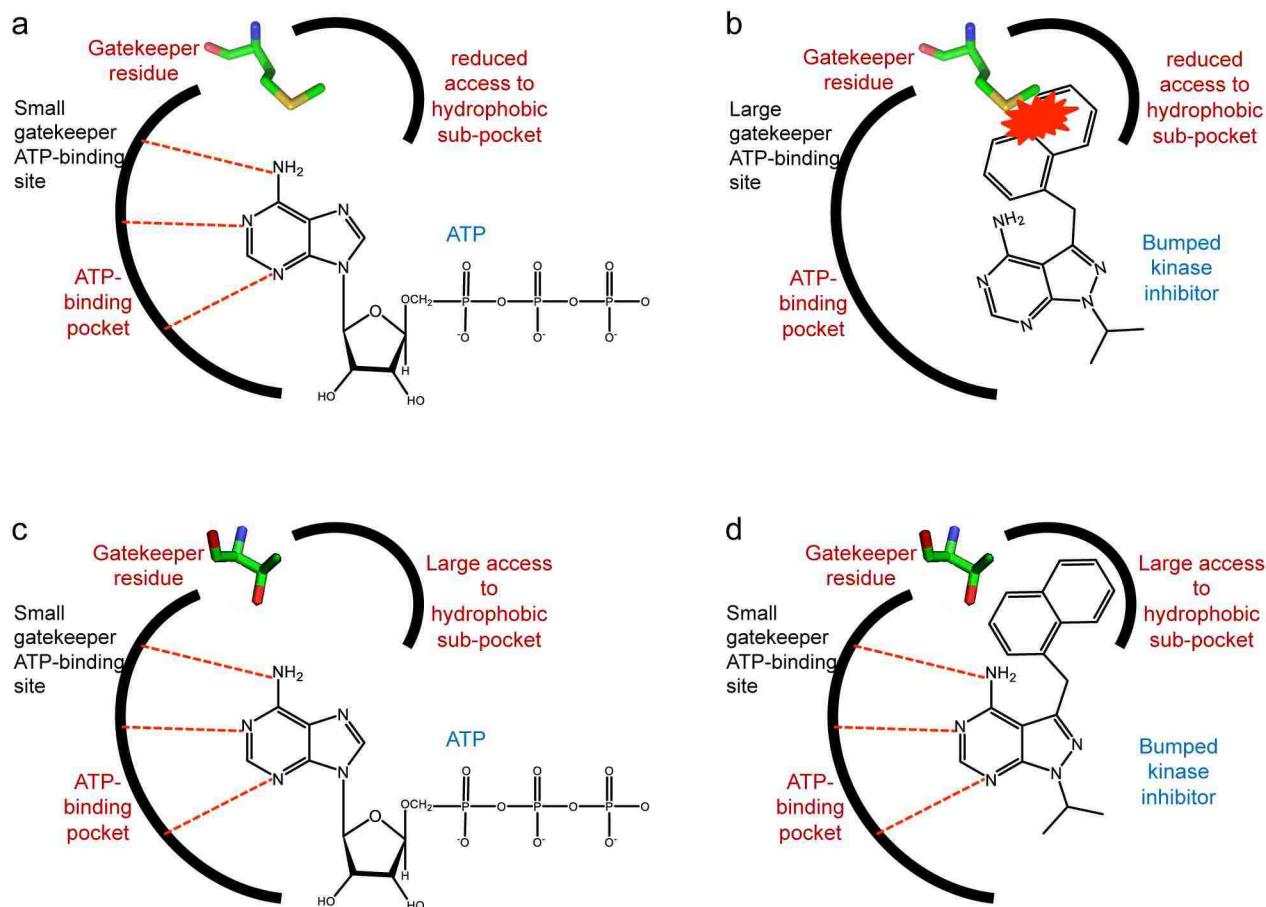 a
Gatekeeper
residue
reduced
access to
hydrophobic
sub-pocket
Small
gatekeeper
ATP-binding
site
ATP-
binding
pocket
NH2
N
N
N
N
ATP
O
O
O
OCH2
P
O
P
O
P
O
-O
O-
O-
O
H
HO
HO
b
Gatekeeper
residue
reduced
access to
hydrophobic
sub-pocket
Large
gatekeeper
ATP-binding
site
ATP-
binding
pocket
NH2
N
N
N
N
Bumped
kinase
inhibitor
c
Gatekeeper
residue
Large access
to
hydrophobic
sub-pocket
Small
gatekeeper
ATP-binding
site
ATP-
binding
pocket
NH2
N
N
N
N
ATP
O
O
O
OCH2
P
O
P
O
P
O
-O
O-
O-
O
H
HO
HO
d
Gatekeeper
residue
Large access
to
hydrophobic
sub-pocket
Small
gatekeeper
ATP-binding
site
ATP-
binding
pocket
NH2
N
N
N
N
Bumped
kinase
inhibitor